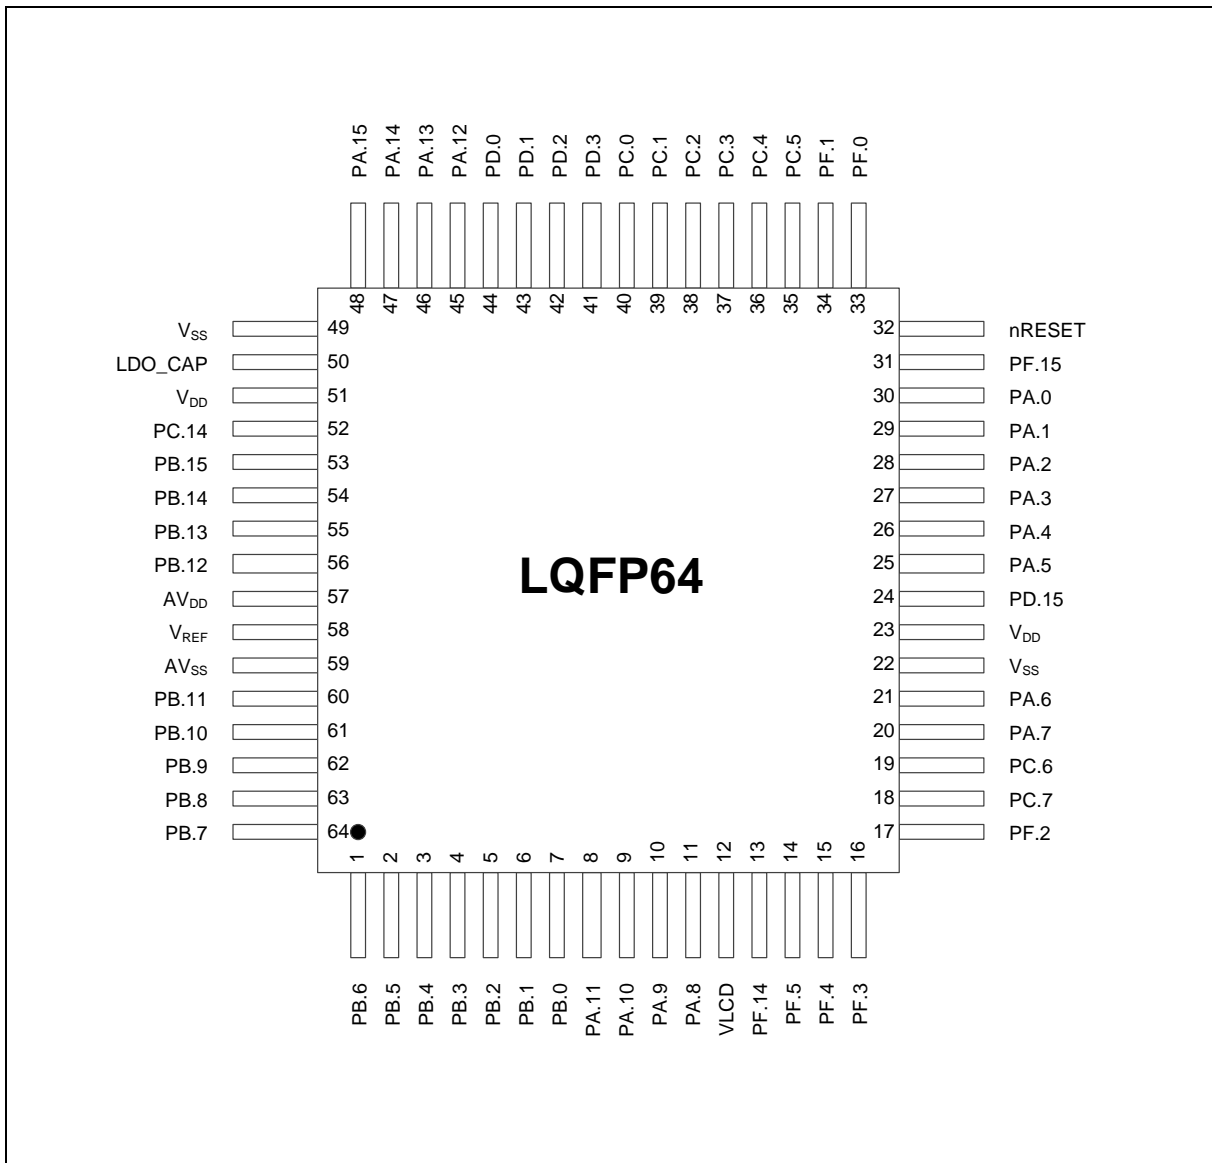 PA.15 PA.14 PA.13 PA.12 PD.0 PD.1 PD.2 PD.3 PC.0 PC.1 PC.2 PC.3 PC.4 PC.5 PF.1 PF.0
48 47 46 45 44 43 42 41 40 39 38 37 36 35 34 33
VSS 49 32 nRESET
LDO_CAP 50 31 PF.15
VDD 51 30 PA.0
PC.14 52 29 PA.1
PB.15 53 28 PA.2
PB.14 54 27 PA.3
PB.13 55 26 PA.4
PB.12 56 25 PA.5
LQFP64
AVDD 57 24 PD.15
VREF 58 23 VDD
AVSS 59 22 VSS
PB.11 60 21 PA.6
PB.10 61 20 PA.7
PB.9 62 19 PC.6
PB.8 63 18 PC.7
PB.7 64 17 PF.2
1 2 3 4 5 6 7 8 9 10 11 12 13 14 15 16
PB.6 PB.5 PB.4 PB.3 PB.2 PB.1 PB.0 PA.11 PA.10 PA.9 PA.8 VLCD PF.14 PF.5 PF.4 PF.3